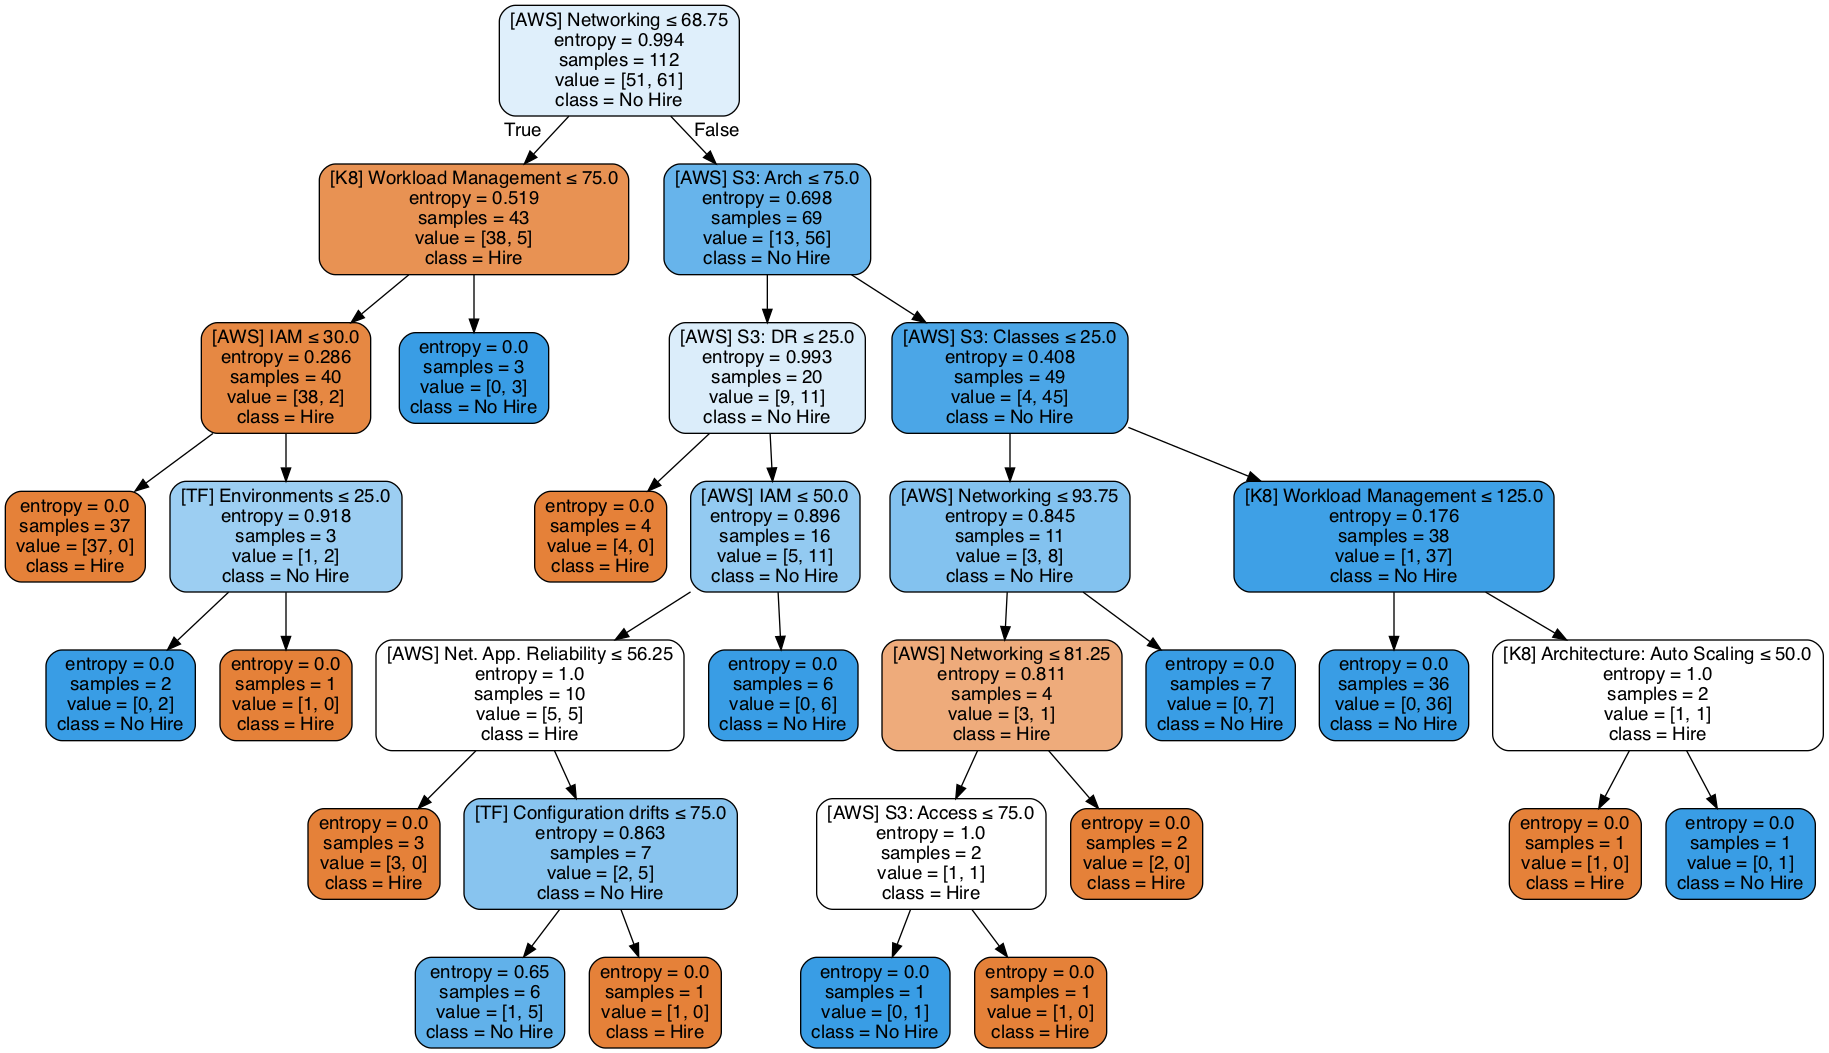 [AWS] Networking ≤ 68.75
entropy = 0.994
samples = 112
value = [51, 61]
class = No Hire
True
False
[K8] Workload Management ≤ 75.0
entropy = 0.519
samples = 43
value = [38, 5]
class = Hire
[AWS] S3: Arch ≤ 75.0
entropy = 0.698
samples = 69
value = [13, 56]
class = No Hire
[AWS] IAM ≤ 30.0
entropy = 0.286
samples = 40
value = [38, 2]
class = Hire
entropy = 0.0
samples = 3
value = [0, 3]
class = No Hire
[AWS] S3: DR ≤ 25.0
entropy = 0.993
samples = 20
value = [9, 11]
class = No Hire
[AWS] S3: Classes ≤ 25.0
entropy = 0.408
samples = 49
value = [4, 45]
class = No Hire
entropy = 0.0
samples = 37
value = [37, 0]
class = Hire
[TF] Environments ≤ 25.0
entropy = 0.918
samples = 3
value = [1, 2]
class = No Hire
entropy = 0.0
samples = 4
value = [4, 0]
class = Hire
[AWS] IAM ≤ 50.0
entropy = 0.896
samples = 16
value = [5, 11]
class = No Hire
[AWS] Networking ≤ 93.75
entropy = 0.845
samples = 11
value = [3, 8]
class = No Hire
[K8] Workload Management ≤ 125.0
entropy = 0.176
samples = 38
value = [1, 37]
class = No Hire
entropy = 0.0
samples = 2
value = [0, 2]
class = No Hire
entropy = 0.0
samples = 1
value = [1, 0]
class = Hire
[AWS] Net. App. Reliability ≤ 56.25
entropy = 1.0
samples = 10
value = [5, 5]
class = Hire
entropy = 0.0
samples = 6
value = [0, 6]
class = No Hire
[AWS] Networking ≤ 81.25
entropy = 0.811
samples = 4
value = [3, 1]
class = Hire
entropy = 0.0
samples = 7
value = [0, 7]
class = No Hire
entropy = 0.0
samples = 36
value = [0, 36]
class = No Hire
[K8] Architecture: Auto Scaling ≤ 50.0
entropy = 1.0
samples = 2
value = [1, 1]
class = Hire
entropy = 0.0
samples = 3
value = [3, 0]
class = Hire
[TF] Configuration drifts ≤ 75.0
entropy = 0.863
samples = 7
value = [2, 5]
class = No Hire
[AWS] S3: Access ≤ 75.0
entropy = 1.0
samples = 2
value = [1, 1]
class = Hire
entropy = 0.0
samples = 2
value = [2, 0]
class = Hire
entropy = 0.0
samples = 1
value = [1, 0]
class = Hire
entropy = 0.0
samples = 1
value = [0, 1]
class = No Hire
entropy = 0.65
samples = 6
value = [1, 5]
class = No Hire
entropy = 0.0
samples = 1
value = [1, 0]
class = Hire
entropy = 0.0
samples = 1
value = [0, 1]
class = No Hire
entropy = 0.0
samples = 1
value = [1, 0]
class = Hire